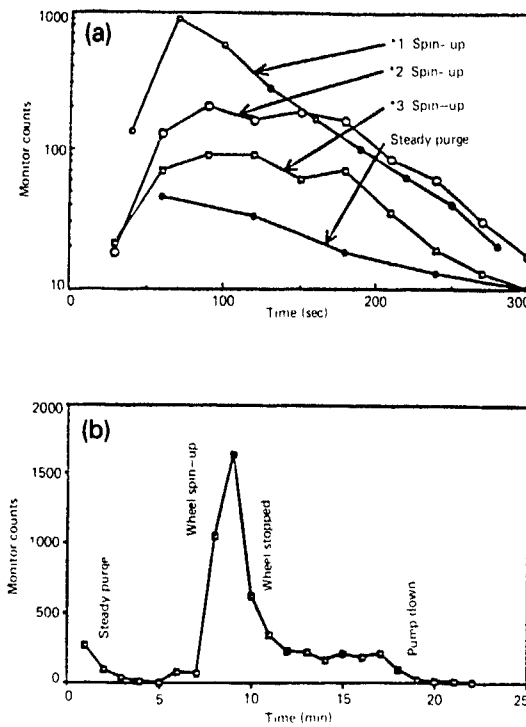 (a)
1000
100
10
Monitor counts
*1 Spin-up
*2 Spin-up
*3 Spin-up
Steady purge
0
100
200
300
Time (sec)
(b)
2000
1500
1000
500
0
Monitor counts
Steady purge
Wheel spin-up
Wheel stopped
Pump down
0
5
10
15
20
25
Time (min)